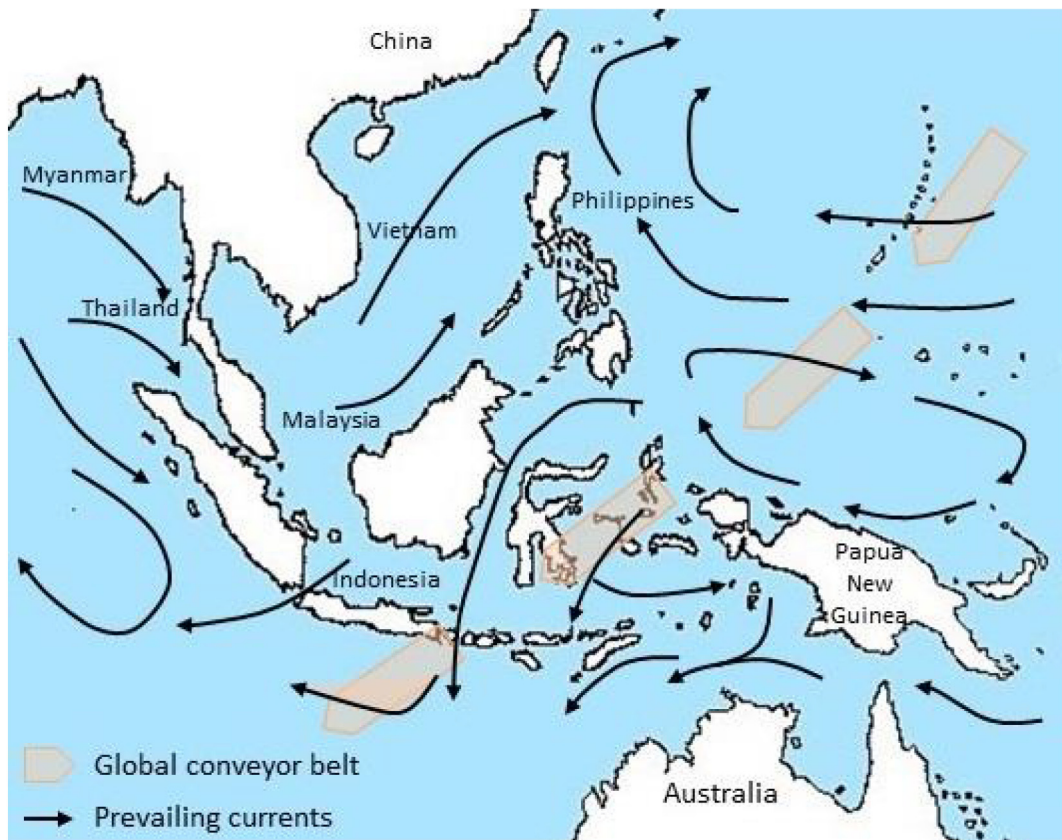 China
Myanmar
Philippines
Vietnam
Thailand
Malaysia
Papua
New
Guinea
Indonesia
Global conveyor belt
Australia
Prevailing currents